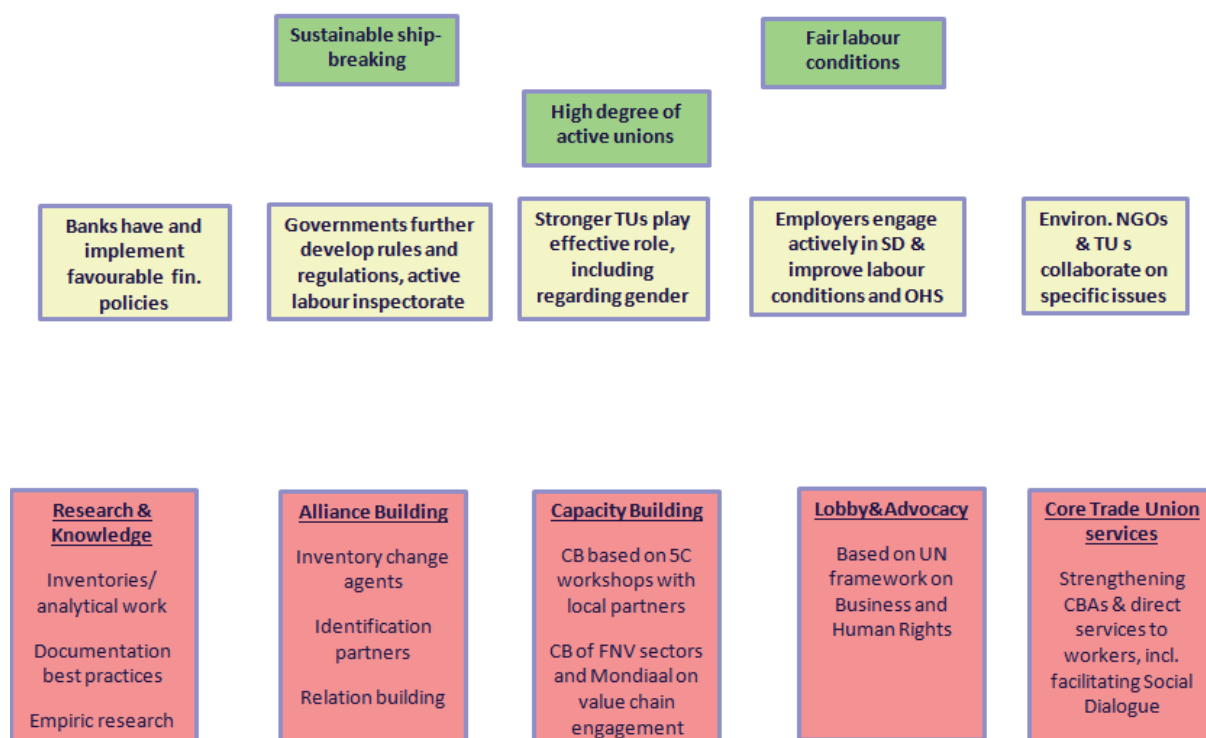 Sustainable ship-
breaking
Fair labour
conditions
High degree of
active unions
Banks have and
implement
favourable fin.
policies
Governments further
develop rules and
regulations, active
labour inspectorate
Stronger TUs play
effective role,
including
regarding gender
Employers engage
actively in SD &
improve labour
conditions and OHS
Environ. NGOs
& TU s
collaborate on
specific issues
Research &
Knowledge
Inventories/
analytical work
Documentation
best practices
Empiric research
Alliance Building
Inventory change
agents
Identification
partners
Relation building
Capacity Building
CB based on 5C
workshops with
local partners
CB of FNV sectors
and Mondiaal on
value chain
engagement
Lobby&Advocacy
Based on UN
framework on
Business and
Human Rights
Core Trade Union
services
Strengthening
CBAs & direct
services to
workers, incl.
facilitating Social
Dialogue